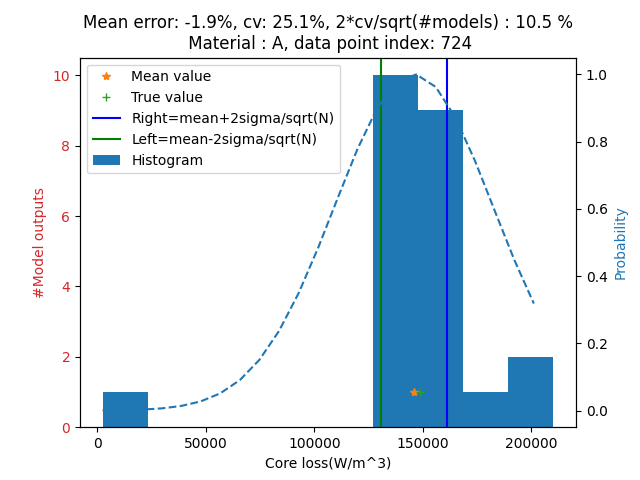 Mean error: -1.9%, cv: 25.1%, 2*cv/sqrt(#models) : 10.5 %
Material : A, data point index: 724
Mean value
True value
Right=mean+2sigma/sqrt(N)
Left=mean-2sigma/sqrt(N)
Histogram
#Model outputs
10
8
6
4
2
0
1.0
0.8
0.6
0.4
0.2
0.0
Probability
0
50000
100000
150000
200000
Core loss(W/m^3)